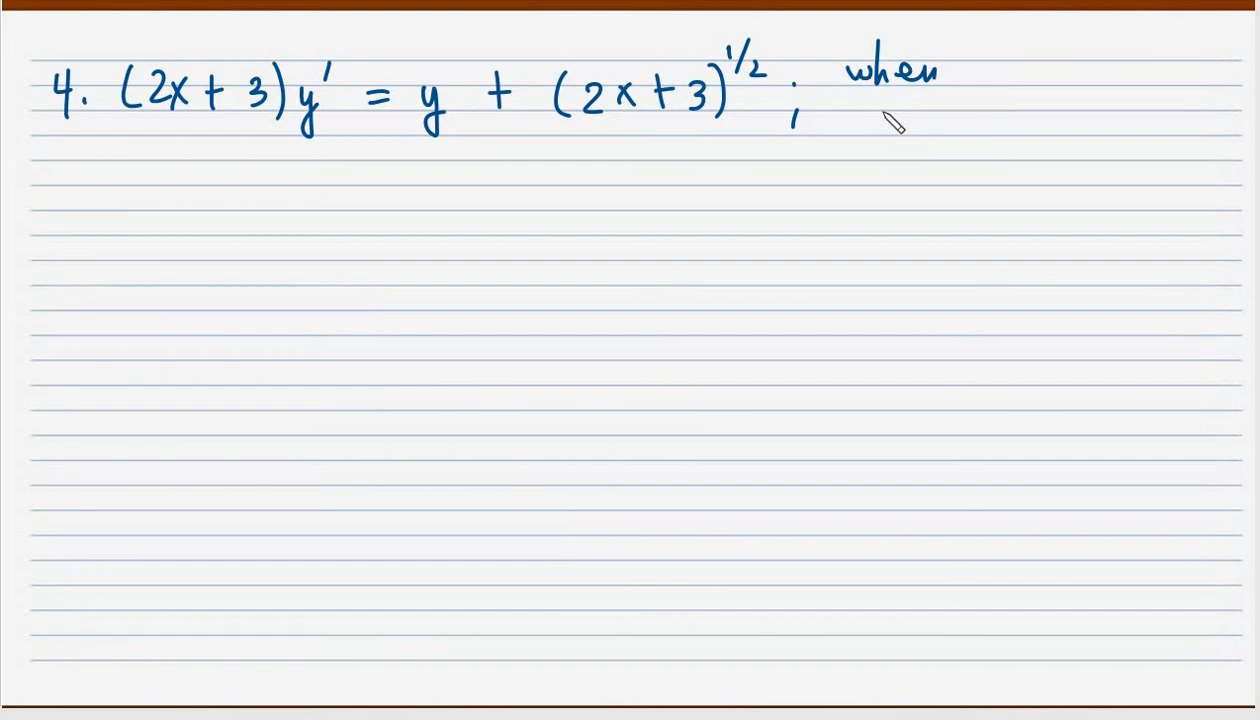 4. (2x + 3)y' = y + (2x + 3)^{1/2} ; when